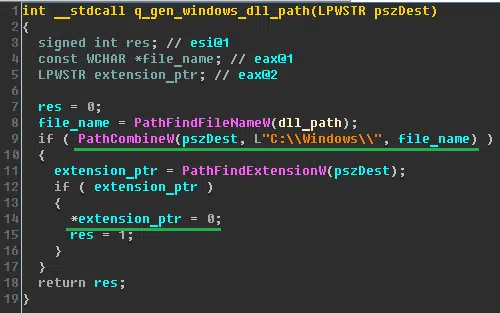 1 int __stdcall q_gen_windows_dll_path(LPWSTR pszDest)
2 {
3   signed int res; // esi@1
4   const WCHAR *file_name; // eax@1
5   LPWSTR extension_ptr; // eax@2
6
7   res = 0;
8   file_name = PathFindFileNameW(dll_path);
9   if ( PathCombineW(pszDest, L"C:\\Windows\\", file_name) )
10   {
11     extension_ptr = PathFindExtensionW(pszDest);
12     if ( extension_ptr )
13     {
14       *extension_ptr = 0;
15       res = 1;
16     }
17   }
18   return res;
19 }